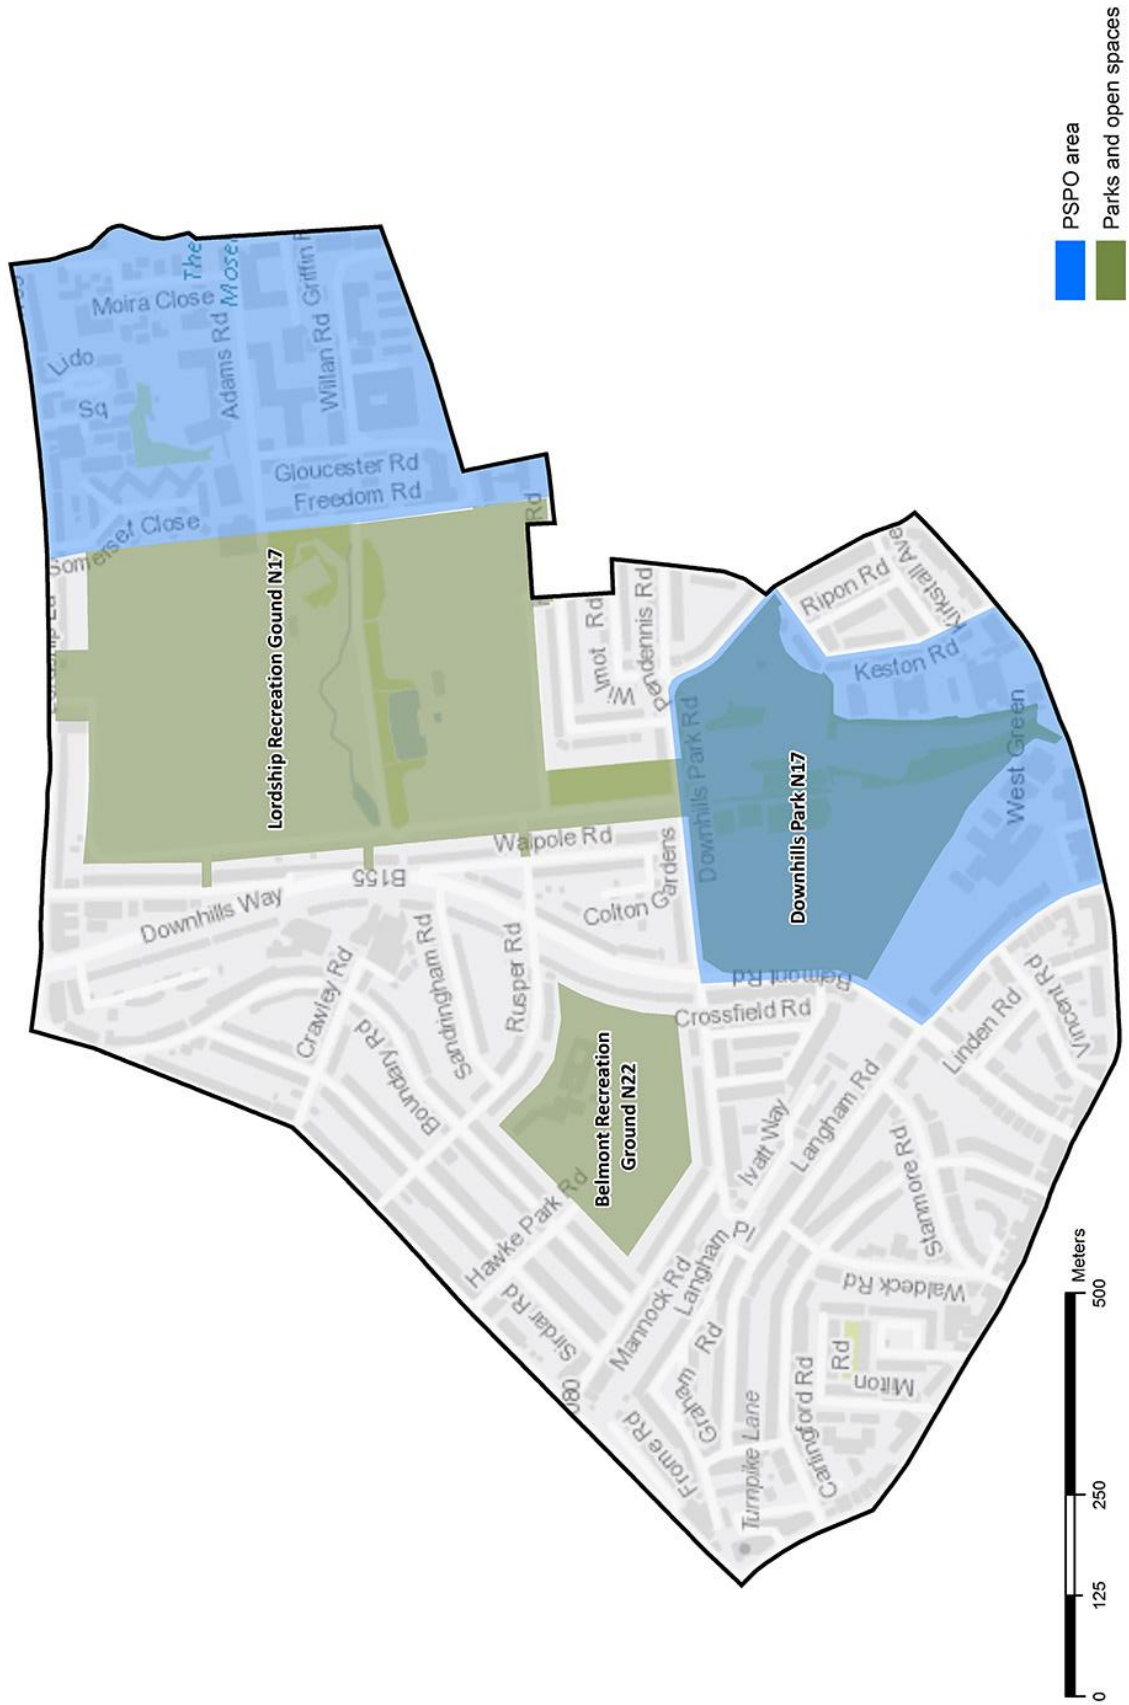 Moira Close
The
Mose
Lido
Sq
Adams Rd
Willan Rd
Griffin R
Gloucester Rd
Freedom Rd
Somerset Close
Rd
Lordship Recreation Gound N17
Imot Rd
Wi
Pendennis Rd
Ripon Rd
Kirkstall Ave
Keston Rd
West Green
Downhills Park Rd
Downhills Park N17
Walpole Rd
B155
Downhills Way
Colton Gardens
Crawley Rd
Sandringham Rd
Rusper Rd
Boundary Rd
Belmont Rd
Crossfield Rd
Belmont Recreation
Ground N22
Linden Rd
Vincent Rd
Langham Rd
Ivatt Way
Stanmore Rd
Hawke Park Rd
Sirdar Rd
Mannock Rd
Langham
Pl
Rd
Waldeck Rd
Graham
Frome Rd
080
Turnpike Lane
Carlingford Rd
Milton
Rd
PSPO area
Parks and open spaces
0 125 250 500
Meters